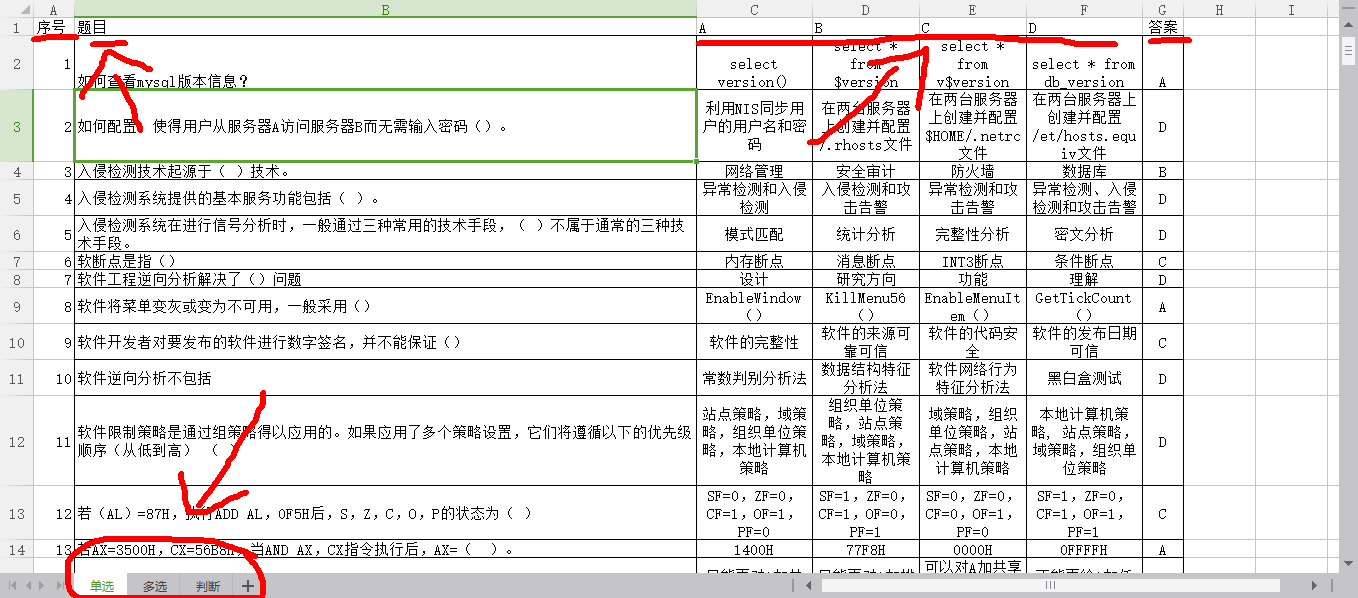 A B C D E F G H I
1 序号 题目 A B C D 答案
2 1 如何查看mysql版本信息？ select version() select * from $version select * from v$version select * from db_version A
3 2 如何配置，使得用户从服务器A访问服务器B而无需输入密码（）。 利用NIS同步用户的用户名和密码 在两台服务器上创建并配置/.rhosts文件 在两台服务器上创建并配置$HOME/.netrc文件 在两台服务器上创建并配置/et/hosts.equiv文件 D
4 3 入侵检测技术起源于（ ）技术。 网络管理 安全审计 防火墙 数据库 B
5 4 入侵检测系统提供的基本服务功能包括（ ）。 异常检测和入侵检测 入侵检测和攻击告警 异常检测和攻击告警 异常检测、入侵检测和攻击告警 D
6 5 入侵检测系统在进行信号分析时，一般通过三种常用的技术手段，（ ）不属于通常的三种技术手段。 模式匹配 统计分析 完整性分析 密文分析 D
7 6 软断点是指（） 内存断点 消息断点 INT3断点 条件断点 C
8 7 软件工程逆向分析解决了（）问题 设计 研究方向 功能 理解 D
9 8 软件将菜单变灰或变为不可用，一般采用（） EnableWindow（） KillMenu56（） EnableMenuItem（） GetTickCount（） A
10 9 软件开发者对要发布的软件进行数字签名，并不能保证（） 软件的完整性 软件的来源可靠可信 软件的代码安全 软件的发布日期可信 C
11 10 软件逆向分析不包括 常数判别分析法 数据结构特征分析法 软件网络行为特征分析法 黑白盒测试 D
12 11 软件限制策略是通过组策略得以应用的。如果应用了多个策略设置，它们将遵循以下的优先级顺序（从低到高） （ 站点策略，域策略，组织单位策略，本地计算机策略 组织单位策略，站点策略，域策略，本地计算机策略 域策略，组织单位策略，站点策略，本地计算机策略 本地计算机策略, 站点策略，域策略，组织单位策略 D
13 12 若（AL）=87H，执行ADD AL，0F5H后，S，Z，C，O，P的状态为（ ） SF=0，ZF=0，CF=1，OF=1，PF=0 SF=1，ZF=0，CF=1，OF=0，PF=1 SF=0，ZF=0，CF=0，OF=1，PF=0 SF=1，ZF=0，CF=1，OF=1，PF=1 C
14 13 若AX=3500H，CX=56B8H，当AND AX，CX指令执行后，AX=（ ）。 1400H 77F8H 0000H 0FFFFH A
可以对A加共享
单选 多选 判断